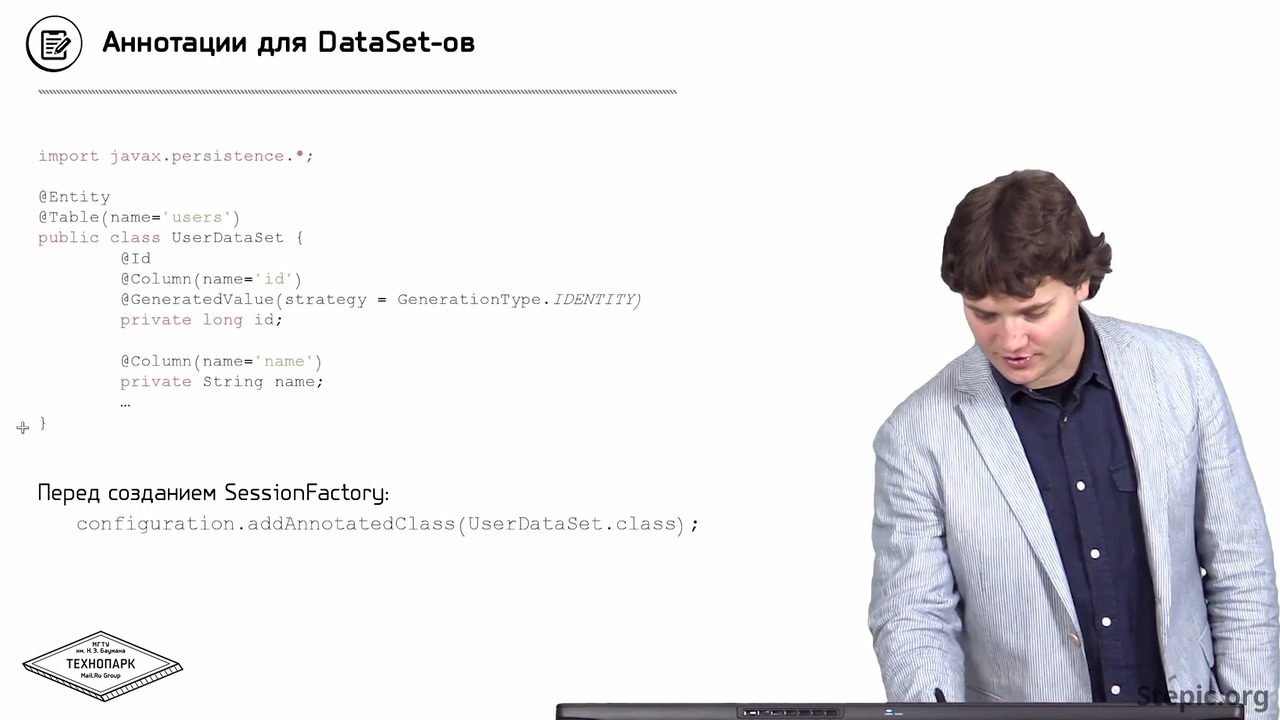 Аннотации для DataSet-ов
import javax.persistence.*;
@Entity
@Table(name='users')
public class UserDataSet {
@Id
@Column(name='id')
@GeneratedValue(strategy = GenerationType.IDENTITY)
private long id;
@Column(name='name')
private String name;
…
}
Перед созданием SessionFactory:
configuration.addAnnotatedClass(UserDataSet.class);
МГТУ
им. Н.Э. Баумана
ТЕХНОПАРК
Mail.Ru Group
Stepic.org